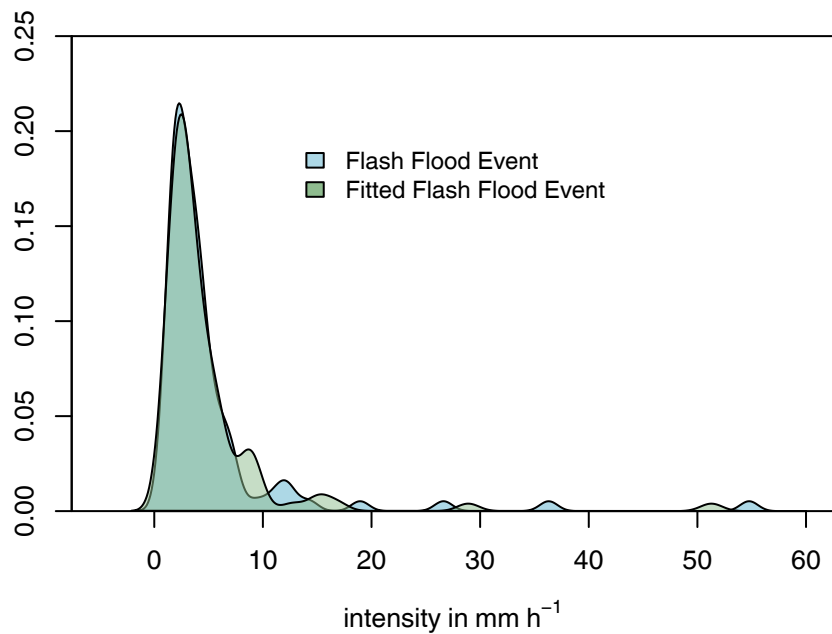 0.25
0.20
0.15
0.10
0.05
0.00
Flash Flood Event
Fitted Flash Flood Event
0 10 20 30 40 50 60
intensity in mm h⁻¹